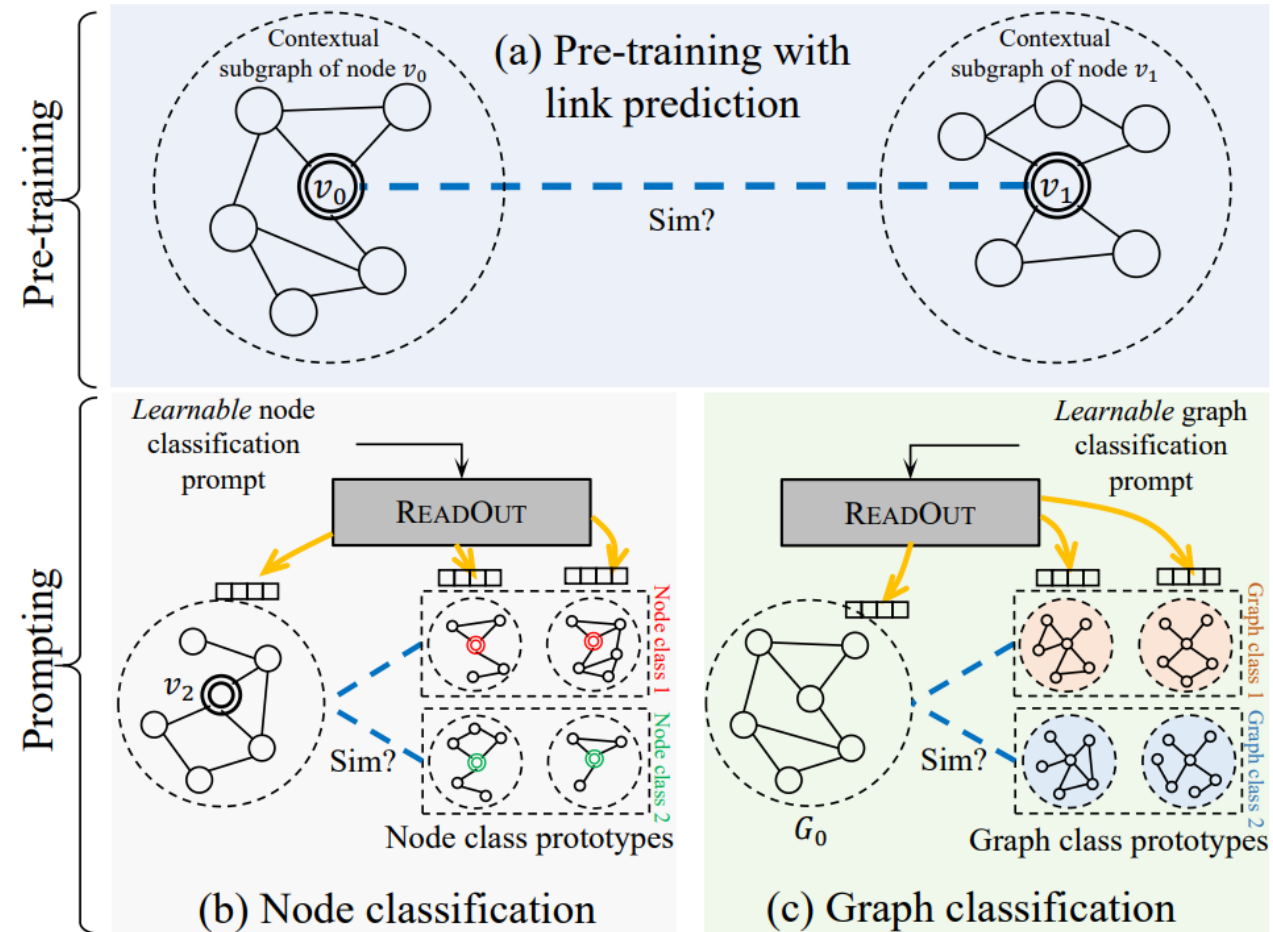 Pre-training
Contextual
subgraph of node v₀
(a) Pre-training with
link prediction
Contextual
subgraph of node v₁
v₀
v₁
Sim?
Prompting
Learnable node
classification
prompt
READOUT
v₂
Sim?
Node class 1
Node class 2
Node class prototypes
(b) Node classification
Learnable graph
classification
prompt
READOUT
G₀
Sim?
Graph class 1
Graph class 2
Graph class prototypes
(c) Graph classification